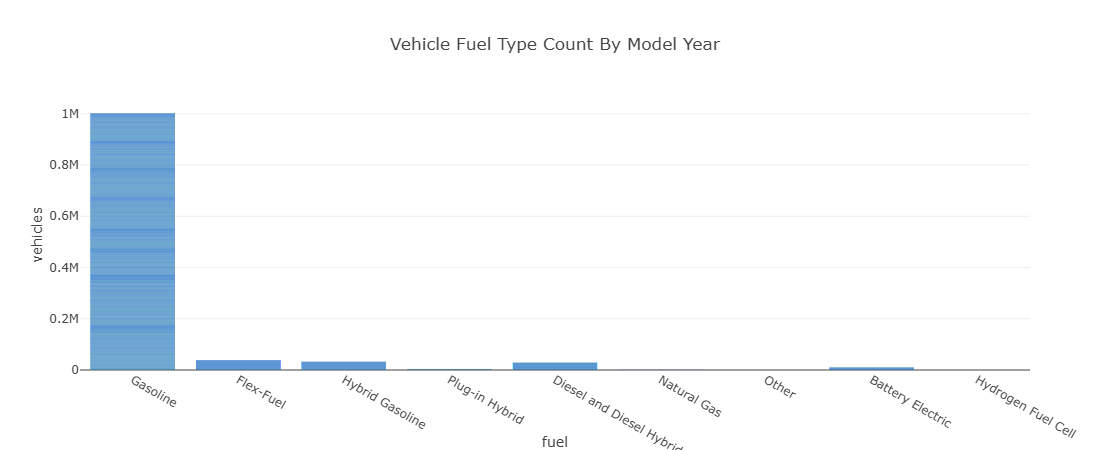 Vehicle Fuel Type Count By Model Year
1M
0.8M
0.6M
0.4M
0.2M
0
vehicles
Gasoline
Flex-Fuel
Hybrid Gasoline
Plug-in Hybrid
Diesel and Diesel Hybrid
Natural Gas
Other
Battery Electric
Hydrogen Fuel Cell
fuel